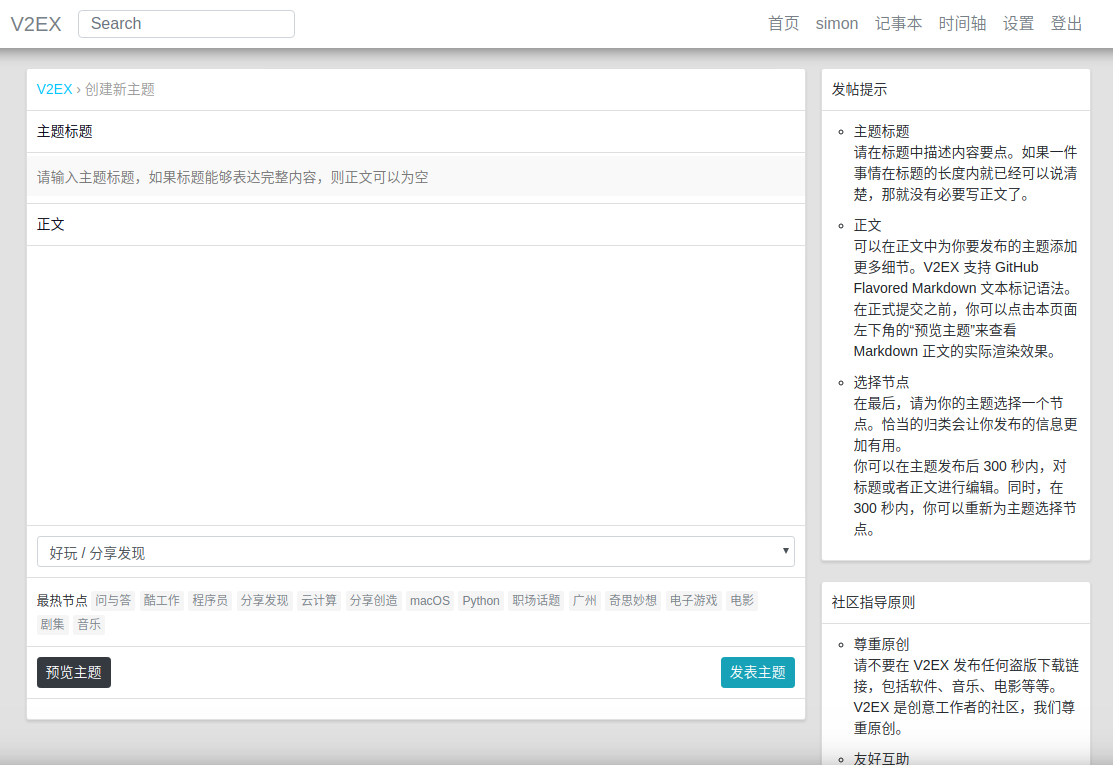 V2EX Search 首页 simon 记事本 时间轴 设置 登出
V2EX › 创建新主题
主题标题
请输入主题标题，如果标题能够表达完整内容，则正文可以为空
正文
好玩 / 分享发现
最热节点 问与答 酷工作 程序员 分享发现 云计算 分享创造 macOS Python 职场话题 广州 奇思妙想 电子游戏 电影
剧集 音乐
预览主题 发表主题
发帖提示
主题标题
请在标题中描述内容要点。如果一件
事情在标题的长度内就已经可以说清
楚，那就没有必要写正文了。
正文
可以在正文中为你要发布的主题添加
更多细节。V2EX 支持 GitHub
Flavored Markdown 文本标记语法。
在正式提交之前，你可以点击本页面
左下角的“预览主题”来查看
Markdown 正文的实际渲染效果。
选择节点
在最后，请为你的主题选择一个节
点。恰当的归类会让你发布的信息更
加有用。
你可以在主题发布后 300 秒内，对
标题或者正文进行编辑。同时，在
300 秒内，你可以重新为主题选择节
点。
社区指导原则
尊重原创
请不要在 V2EX 发布任何盗版下载链
接，包括软件、音乐、电影等等。
V2EX 是创意工作者的社区，我们尊
重原创。
友好互助